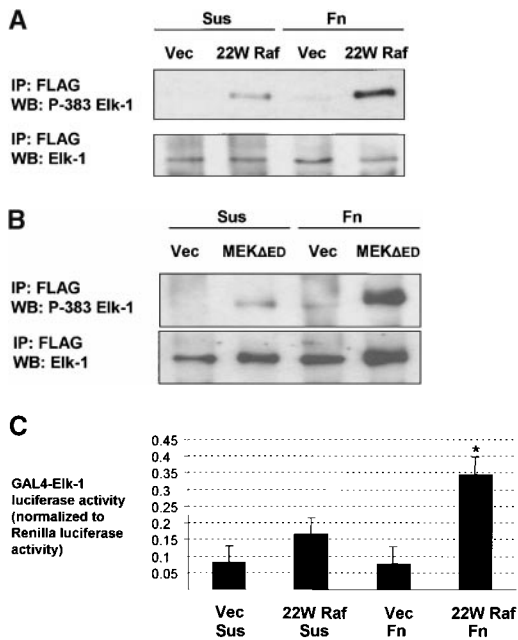 A
Sus Fn
Vec 22W Raf Vec 22W Raf
IP: FLAG
WB: P-383 Elk-1
IP: FLAG
WB: Elk-1
B
Sus Fn
Vec MEKΔED Vec MEKΔED
IP: FLAG
WB: P-383 Elk-1
IP: FLAG
WB: Elk-1
C
GAL4-Elk-1
luciferase activity
(normalized to
Renilla luciferase
activity)
0.45
0.4
0.35
0.3
0.25
0.2
0.15
0.1
0.05
*
Vec 22W Raf Vec 22W Raf
Sus Sus Fn Fn